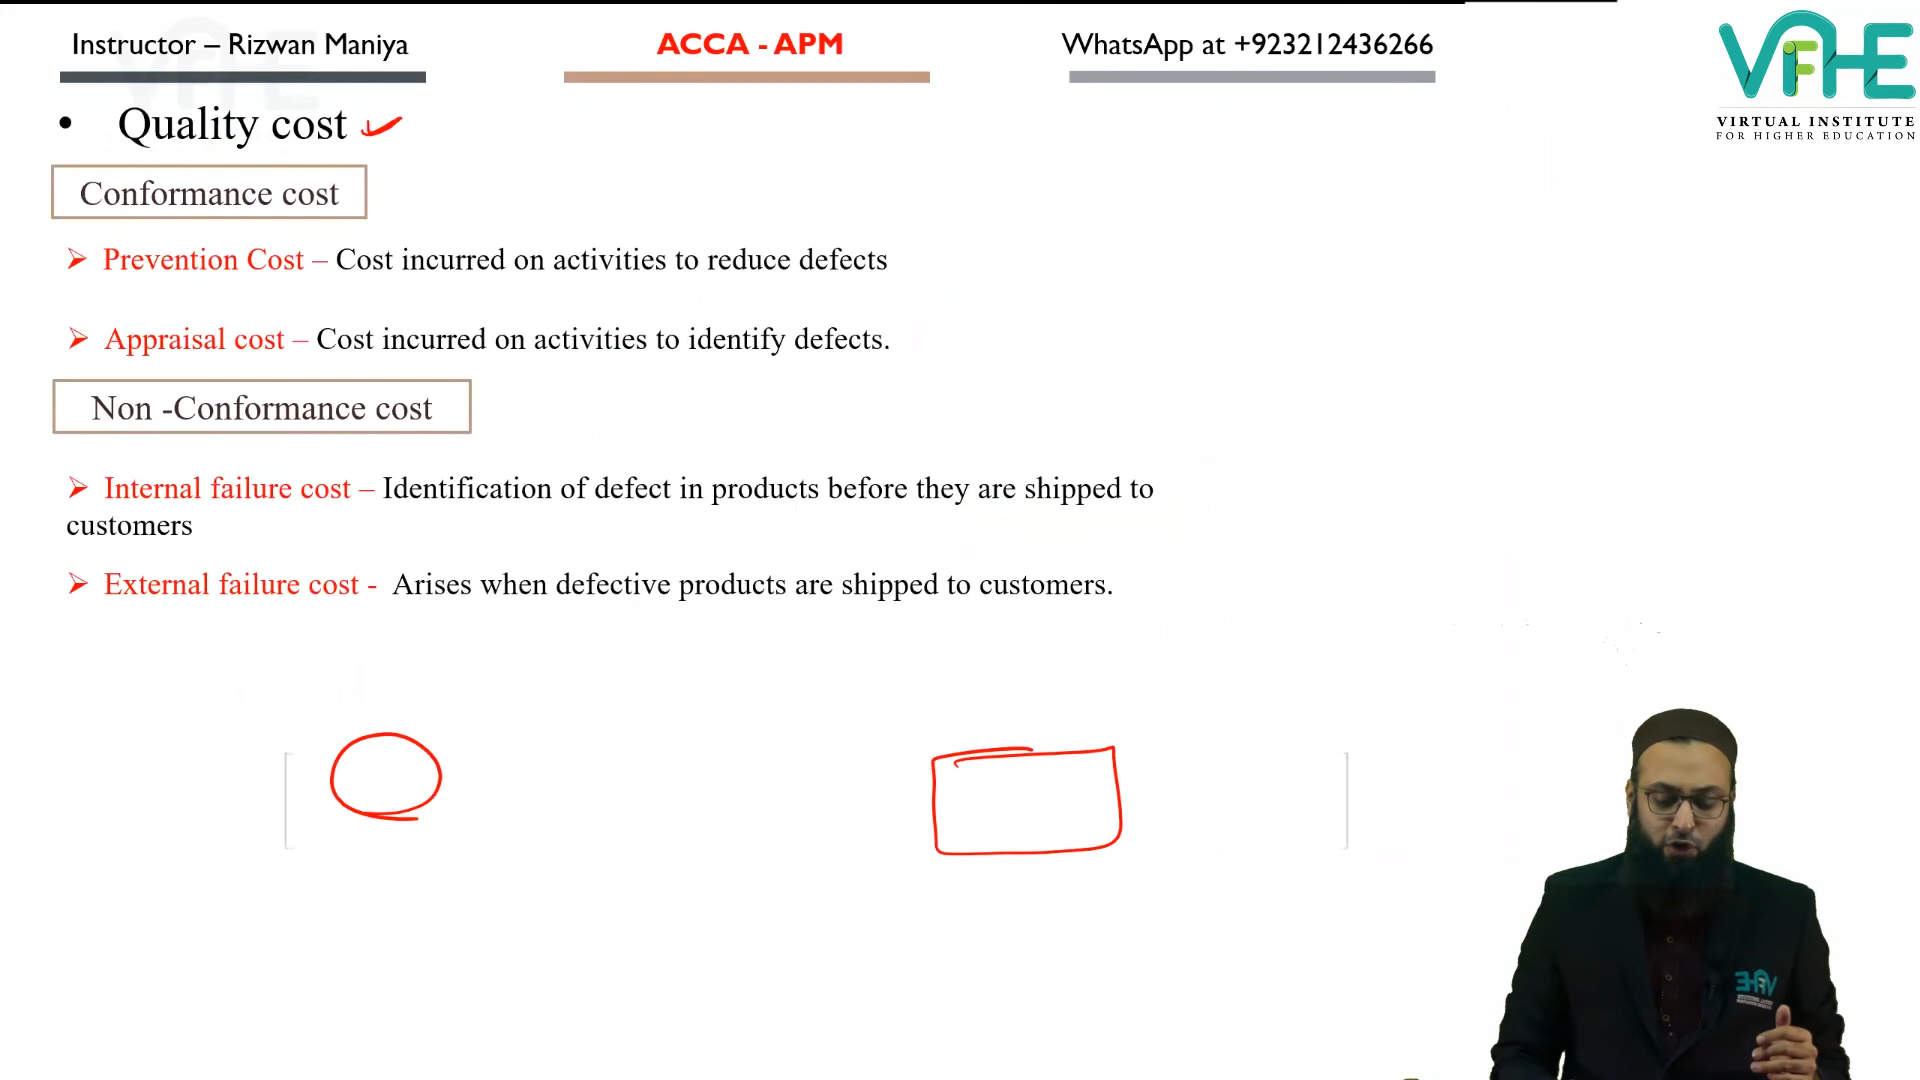 Instructor – Rizwan Maniya
ACCA - APM
WhatsApp at +923212436266
VIFHE
VIRTUAL INSTITUTE
FOR HIGHER EDUCATION
• Quality cost
Conformance cost
➢ Prevention Cost – Cost incurred on activities to reduce defects
➢ Appraisal cost – Cost incurred on activities to identify defects.
Non -Conformance cost
➢ Internal failure cost – Identification of defect in products before they are shipped to
customers
➢ External failure cost - Arises when defective products are shipped to customers.